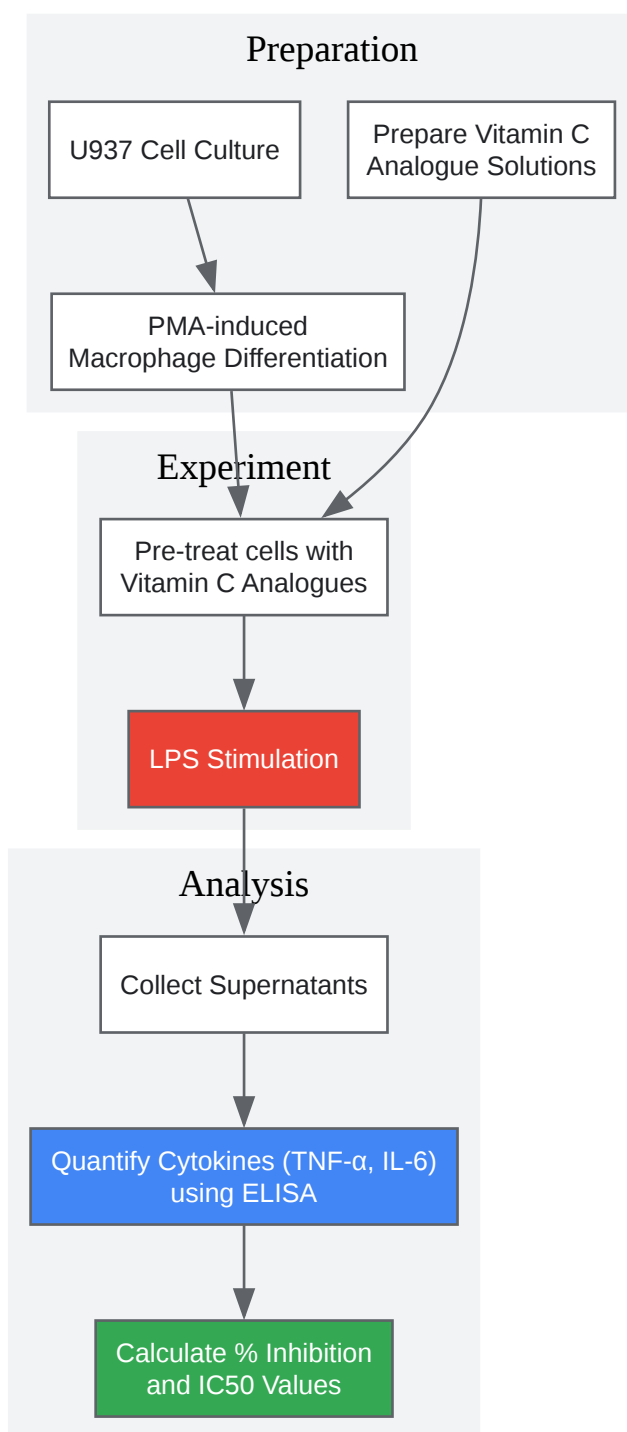 Preparation
U937 Cell Culture
Prepare Vitamin C
Analogue Solutions
PMA-induced
Macrophage Differentiation
Experiment
Pre-treat cells with
Vitamin C Analogues
LPS Stimulation
Analysis
Collect Supernatants
Quantify Cytokines (TNF-α, IL-6)
using ELISA
Calculate % Inhibition
and IC50 Values